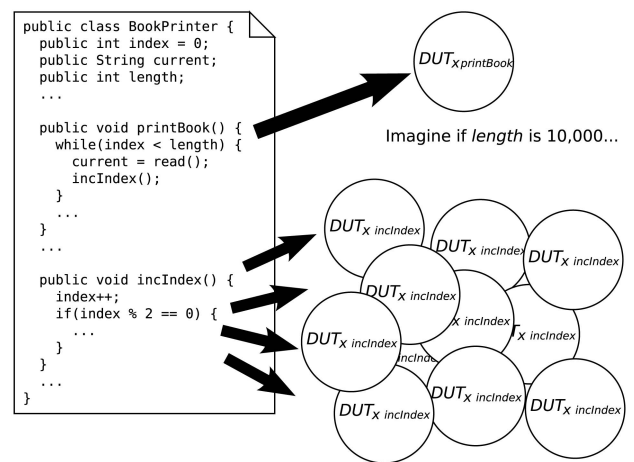 public class BookPrinter {
public int index = 0;
public String current;
public int length;
...
public void printBook() {
while(index < length) {
current = read();
incIndex();
}
...
}
...
public void incIndex() {
index++;
if(index % 2 == 0) {
...
}
}
...
}
DUTx printBook
Imagine if length is 10,000...
DUTx incIndex
DUTx incIndex
DUTx incIndex
DUTx incIndex
x incIndex
x incIndex
DUTx incIndex
DUTx incIndex
DUTx incIndex
DUTx incIndex